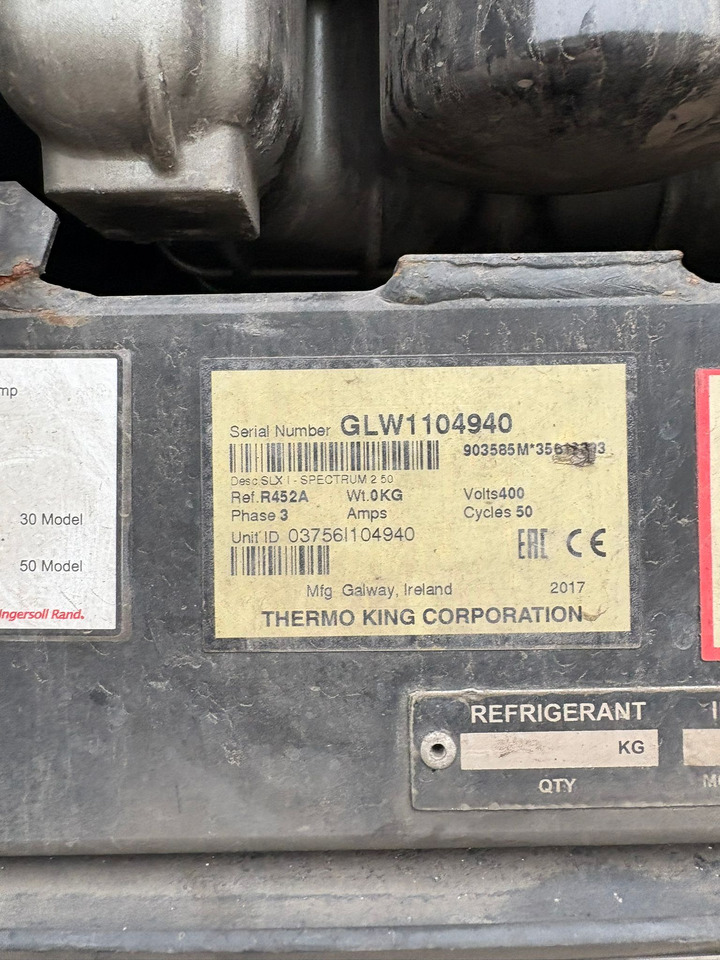 mp
30 Model
50 Model
Ingersoll Rand.
Serial Number GLW1104940
Desc SLX I - SPECTRUM 2 50
Ref. R452A Wt. 0KG Volts 400
Phase 3 Amps Cycles 50
Unit ID 03756I104940
EAC CE
Mfg Galway, Ireland 2017
THERMO KING CORPORATION
REFRIGERANT
KG
QTY